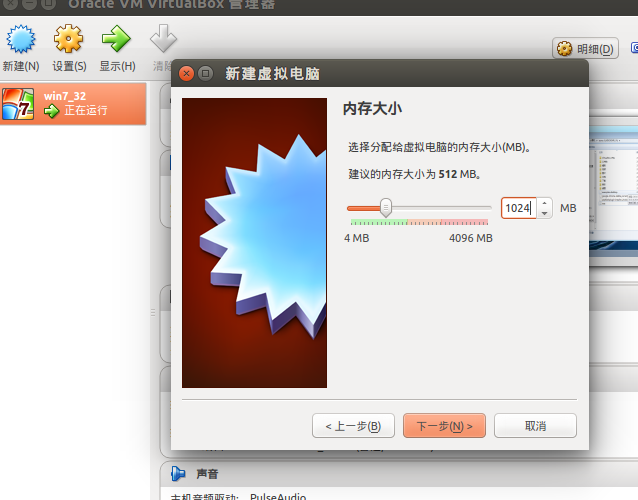 Oracle VM VirtualBox 管理器
新建(N) 设置(S) 显示(H) 清除
明细(D)
win7_32
正在运行
新建虚拟电脑
内存大小
选择分配给虚拟电脑的内存大小(MB)。
建议的内存大小为 512 MB。
1024 MB
4 MB 4096 MB
< 上一步(B) 下一步(N) > 取消
声音
主机音频驱动: PulseAudio